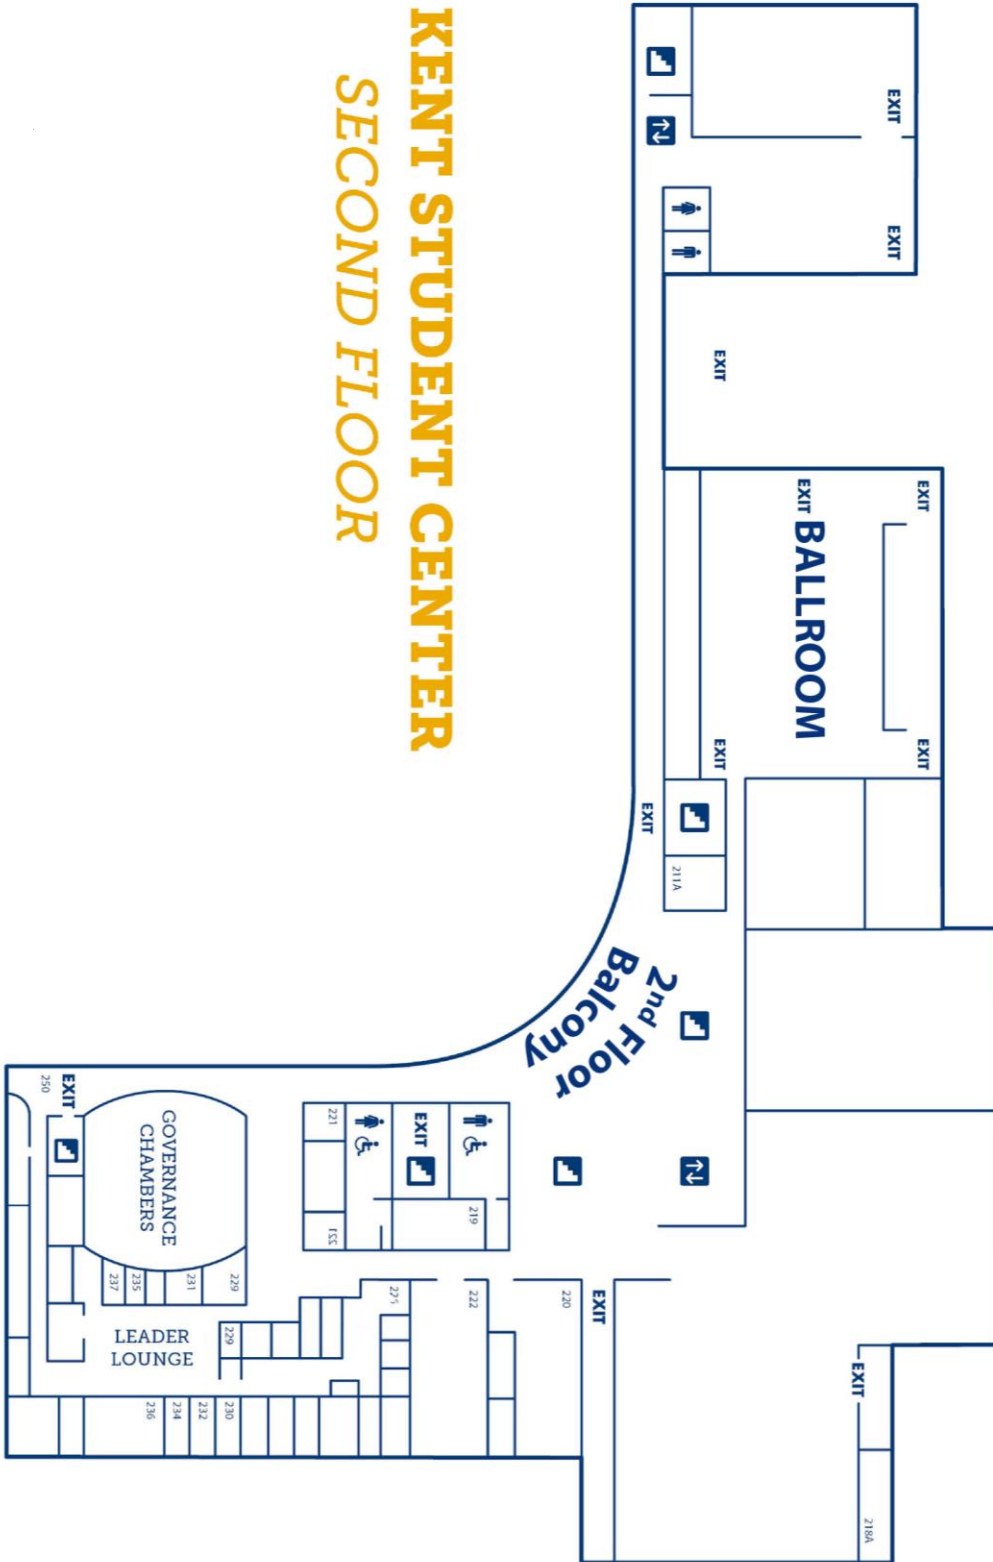 KENT STUDENT CENTER
SECOND FLOOR
EXIT
EXIT
EXIT
EXIT
218A
EXIT
EXIT
BALLROOM
EXIT
EXIT
211A
EXIT
2nd Floor
Balcony
EXIT
220
219
222
EXIT
221
229
229
230
231
232
GOVERNANCE
CHAMBERS
LEADER
LOUNGE
234
235
236
237
EXIT
250